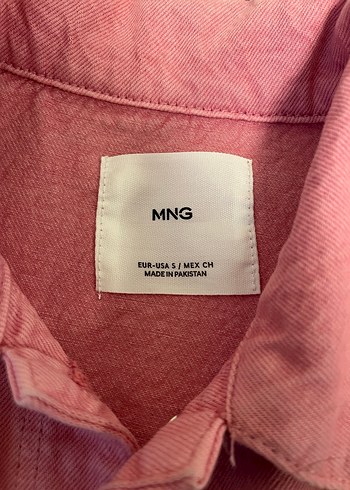 MNG
EUR-USA S / MEX CH
MADE IN PAKISTAN